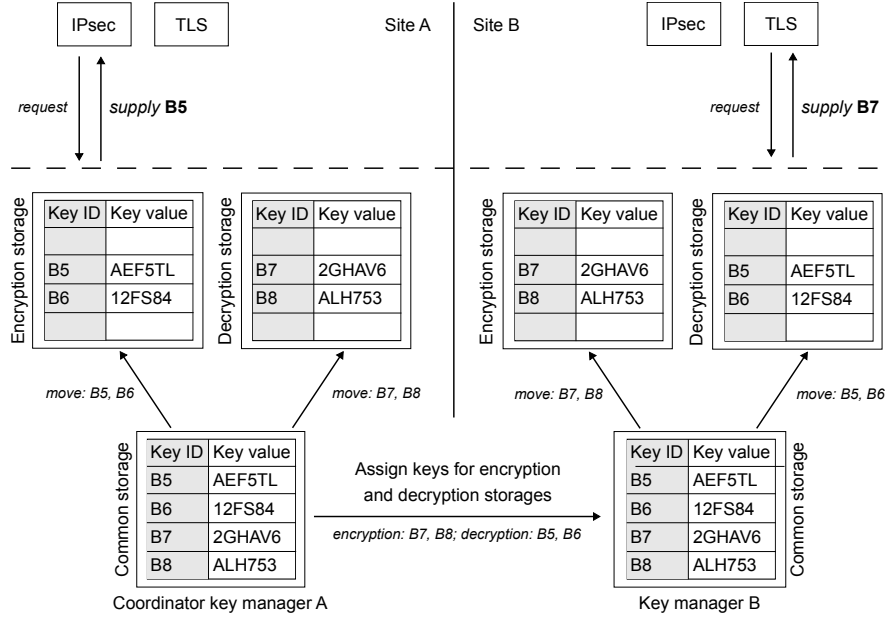 IPsec TLS Site A Site B IPsec TLS
request supply B5 request supply B7
Encryption storage
Key ID Key value
B5 AEF5TL
B6 12FS84
Decryption storage
Key ID Key value
B7 2GHAV6
B8 ALH753
Encryption storage
Key ID Key value
B7 2GHAV6
B8 ALH753
Decryption storage
Key ID Key value
B5 AEF5TL
B6 12FS84
move: B5, B6 move: B7, B8 move: B7, B8 move: B5, B6
Common storage
Key ID Key value
B5 AEF5TL
B6 12FS84
B7 2GHAV6
B8 ALH753
Coordinator key manager A
Assign keys for encryption
and decryption storages
encryption: B7, B8; decryption: B5, B6
Key ID Key value
B5 AEF5TL
B6 12FS84
B7 2GHAV6
B8 ALH753
Common storage
Key manager B